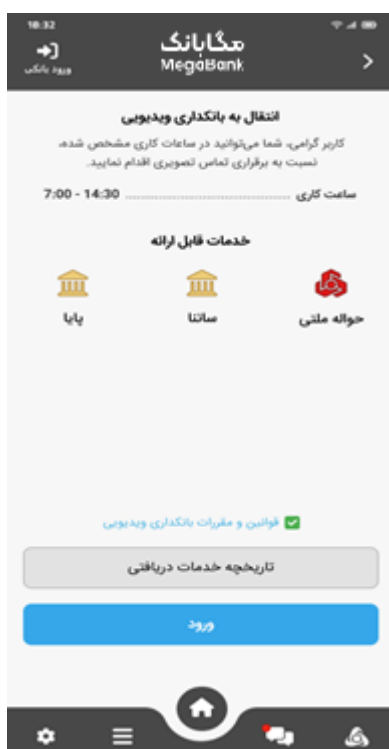 10:32
مگابانک
MegaBank
ورود بانکی
انتقال به بانکداری ویدیویی
کاربر گرامی، شما می‌توانید در ساعات کاری مشخص شده،
نسبت به برقراری تماس تصویری اقدام نمایید.
ساعت کاری ........................................ 7:00 - 14:30
خدمات قابل ارائه
حواله ملتی
ساتنا
پایا
قوانین و مقررات بانکداری ویدیویی
تاریخچه خدمات دریافتی
ورود